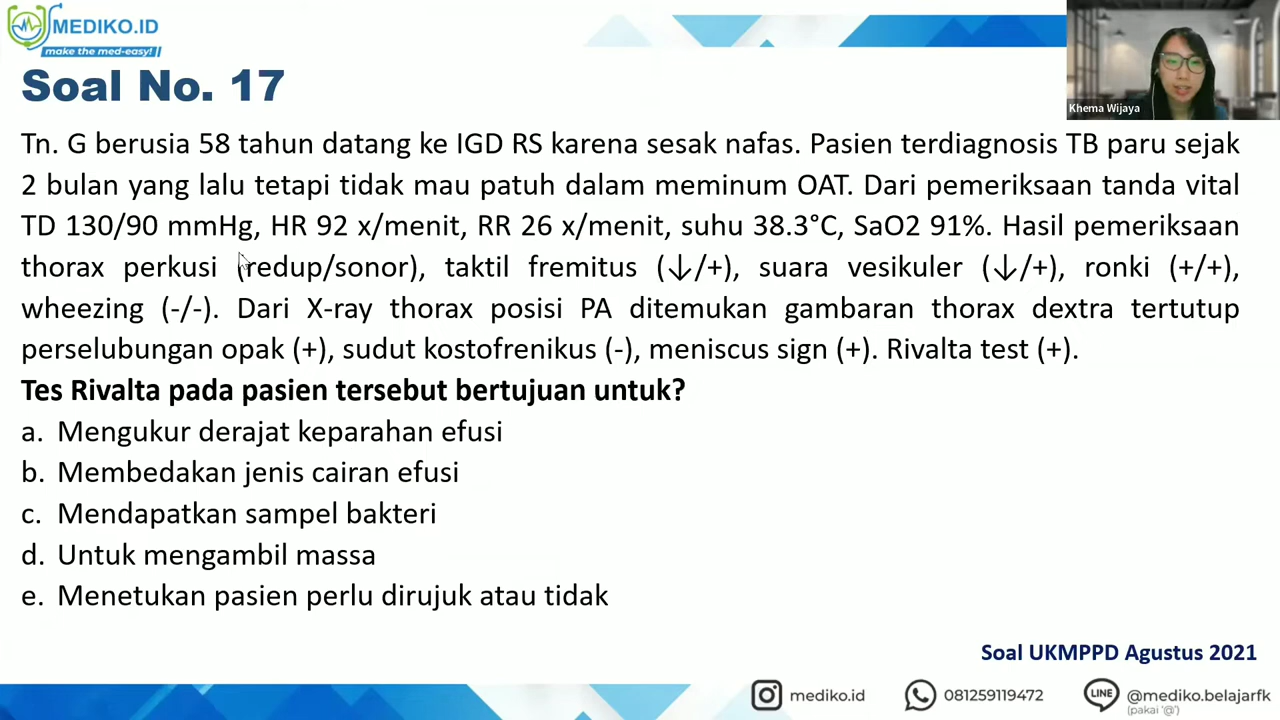 MEDIKO.ID
make the med-easy!
Soal No. 17
Khema Wijaya
Tn. G berusia 58 tahun datang ke IGD RS karena sesak nafas. Pasien terdiagnosis TB paru sejak
2 bulan yang lalu tetapi tidak mau patuh dalam meminum OAT. Dari pemeriksaan tanda vital
TD 130/90 mmHg, HR 92 x/menit, RR 26 x/menit, suhu 38.3°C, SaO2 91%. Hasil pemeriksaan
thorax perkusi (redup/sonor), taktil fremitus (↓/+), suara vesikuler (↓/+), ronki (+/+),
wheezing (-/-). Dari X-ray thorax posisi PA ditemukan gambaran thorax dextra tertutup
perselubungan opak (+), sudut kostofrenikus (-), meniscus sign (+). Rivalta test (+).
Tes Rivalta pada pasien tersebut bertujuan untuk?
a. Mengukur derajat keparahan efusi
b. Membedakan jenis cairan efusi
c. Mendapatkan sampel bakteri
d. Untuk mengambil massa
e. Menetukan pasien perlu dirujuk atau tidak
Soal UKMPPD Agustus 2021
mediko.id
081259119472
LINE
@mediko.belajarfk
(pakai '@')